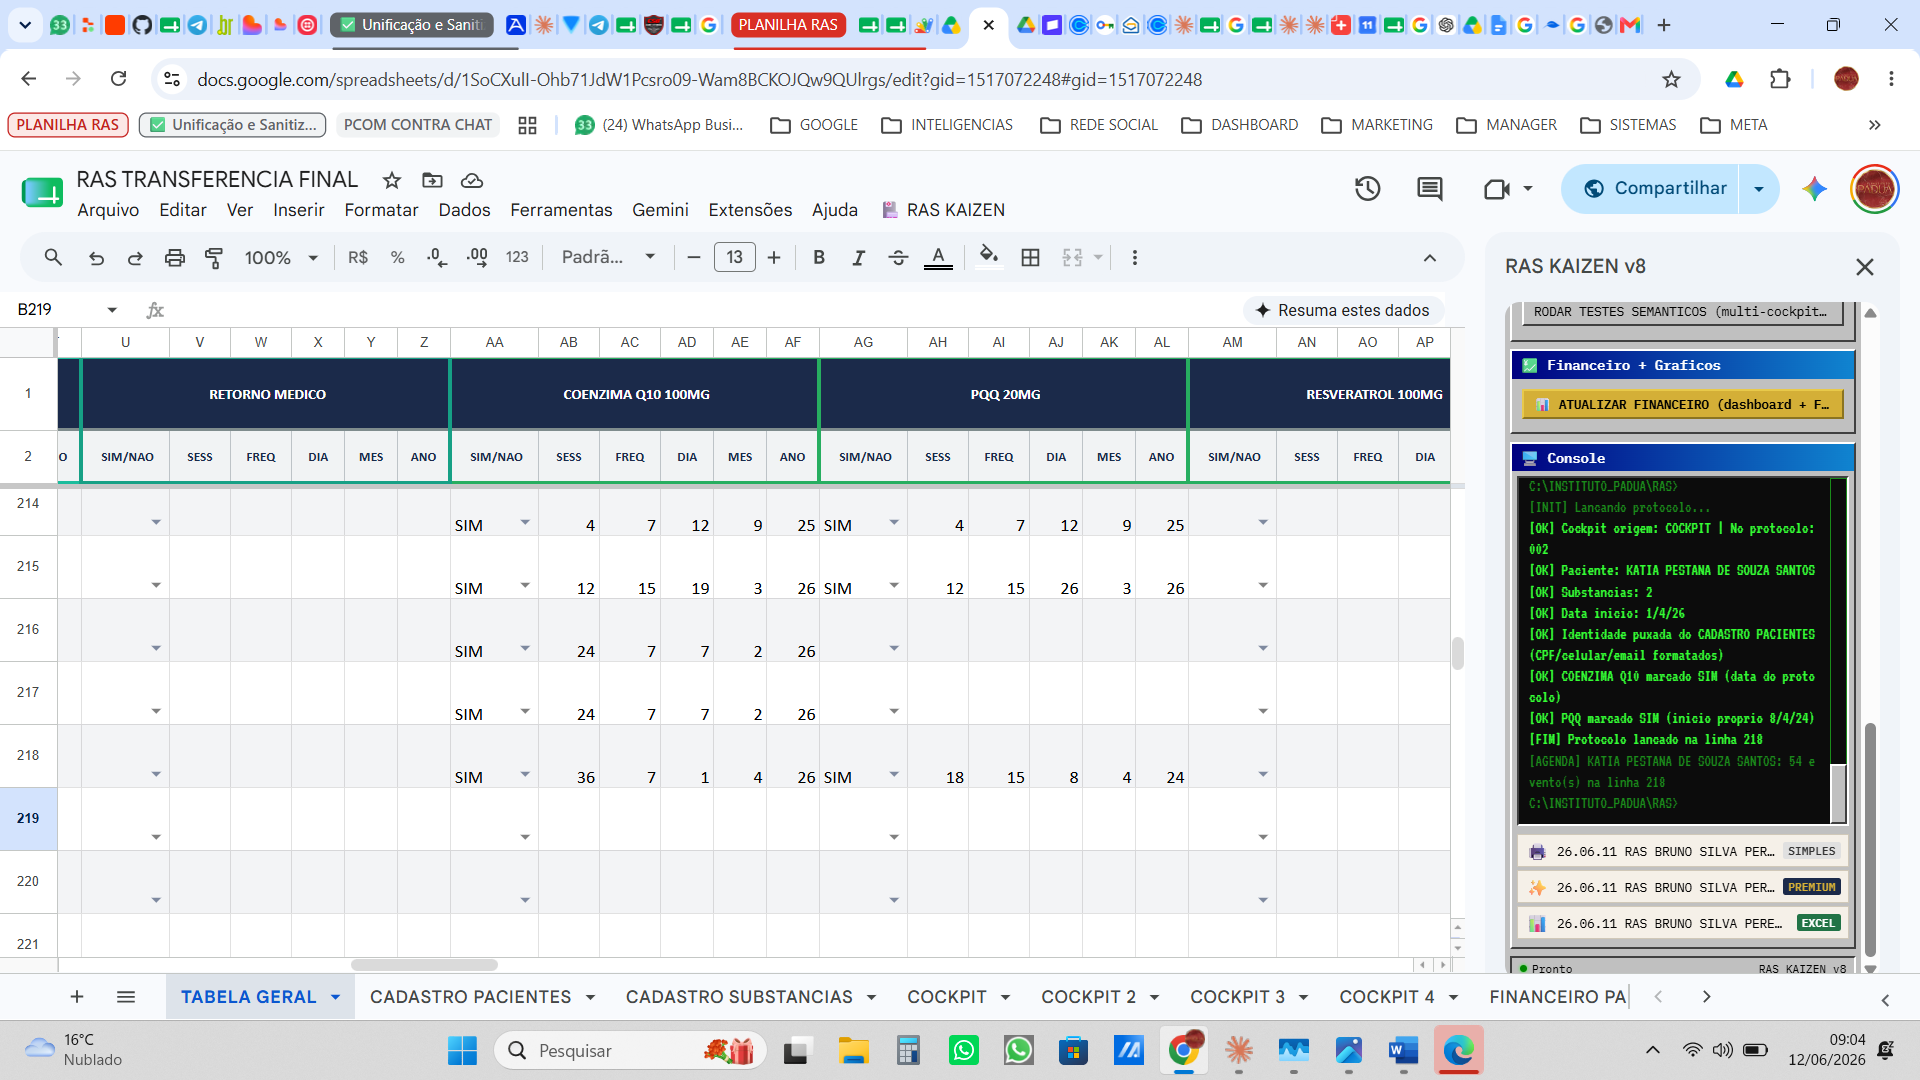 33
Unificação e Saniti
PLANILHA RAS
docs.google.com/spreadsheets/d/1SoCXulI-Ohb71JdW1Pcsro09-Wam8BCKOJQw9QUlrgs/edit?gid=1517072248#gid=1517072248
PLANILHA RAS
Unificação e Sanitiz...
PCOM CONTRA CHAT
33
(24) WhatsApp Busi...
GOOGLE
INTELIGENCIAS
REDE SOCIAL
DASHBOARD
MARKETING
MANAGER
SISTEMAS
META
»
RAS TRANSFERENCIA FINAL
Arquivo Editar Ver Inserir Formatar Dados Ferramentas Gemini Extensões Ajuda RAS KAIZEN
Compartilhar
100% R$ % .0 .00 123 Padrã... 13 B I S A
B219
fx
Resuma estes dados
U V W X Y Z AA AB AC AD AE AF AG AH AI AJ AK AL AM AN AO AP
1 RETORNO MEDICO COENZIMA Q10 100MG PQQ 20MG RESVERATROL 100MG
2 O SIM/NAO SESS FREQ DIA MES ANO SIM/NAO SESS FREQ DIA MES ANO SIM/NAO SESS FREQ DIA MES ANO SIM/NAO SESS FREQ DIA
214 SIM 4 7 12 9 25 SIM 4 7 12 9 25
215 SIM 12 15 19 3 26 SIM 12 15 26 3 26
216 SIM 24 7 7 2 26
217 SIM 24 7 7 2 26
218 SIM 36 7 1 4 26 SIM 18 15 8 4 24
219
220
221
RAS KAIZEN v8
RODAR TESTES SEMANTICOS (multi-cockpit...
Financeiro + Graficos
ATUALIZAR FINANCEIRO (dashboard + F...
Console
C:\INSTITUTO_PADUA\RAS>
[INIT] Lancando protocolo...
[OK] Cockpit origem: COCKPIT | No protocolo:
002
[OK] Paciente: KATIA PESTANA DE SOUZA SANTOS
[OK] Substancias: 2
[OK] Data inicio: 1/4/26
[OK] Identidade puxada do CADASTRO PACIENTES
(CPF/celular/email formatados)
[OK] COENZIMA Q10 marcado SIM (data do proto
colo)
[OK] PQQ marcado SIM (inicio proprio 8/4/24)
[FIM] Protocolo lancado na linha 218
[AGENDA] KATIA PESTANA DE SOUZA SANTOS: 54 e
vento(s) na linha 218
C:\INSTITUTO_PADUA\RAS>
26.06.11 RAS BRUNO SILVA PER... SIMPLES
26.06.11 RAS BRUNO SILVA PER... PREMIUM
26.06.11 RAS BRUNO SILVA PERE... EXCEL
Pronto RAS KAIZEN v8
TABELA GERAL CADASTRO PACIENTES CADASTRO SUBSTANCIAS COCKPIT COCKPIT 2 COCKPIT 3 COCKPIT 4 FINANCEIRO PA
16°C
Nublado
Pesquisar
09:04
12/06/2026